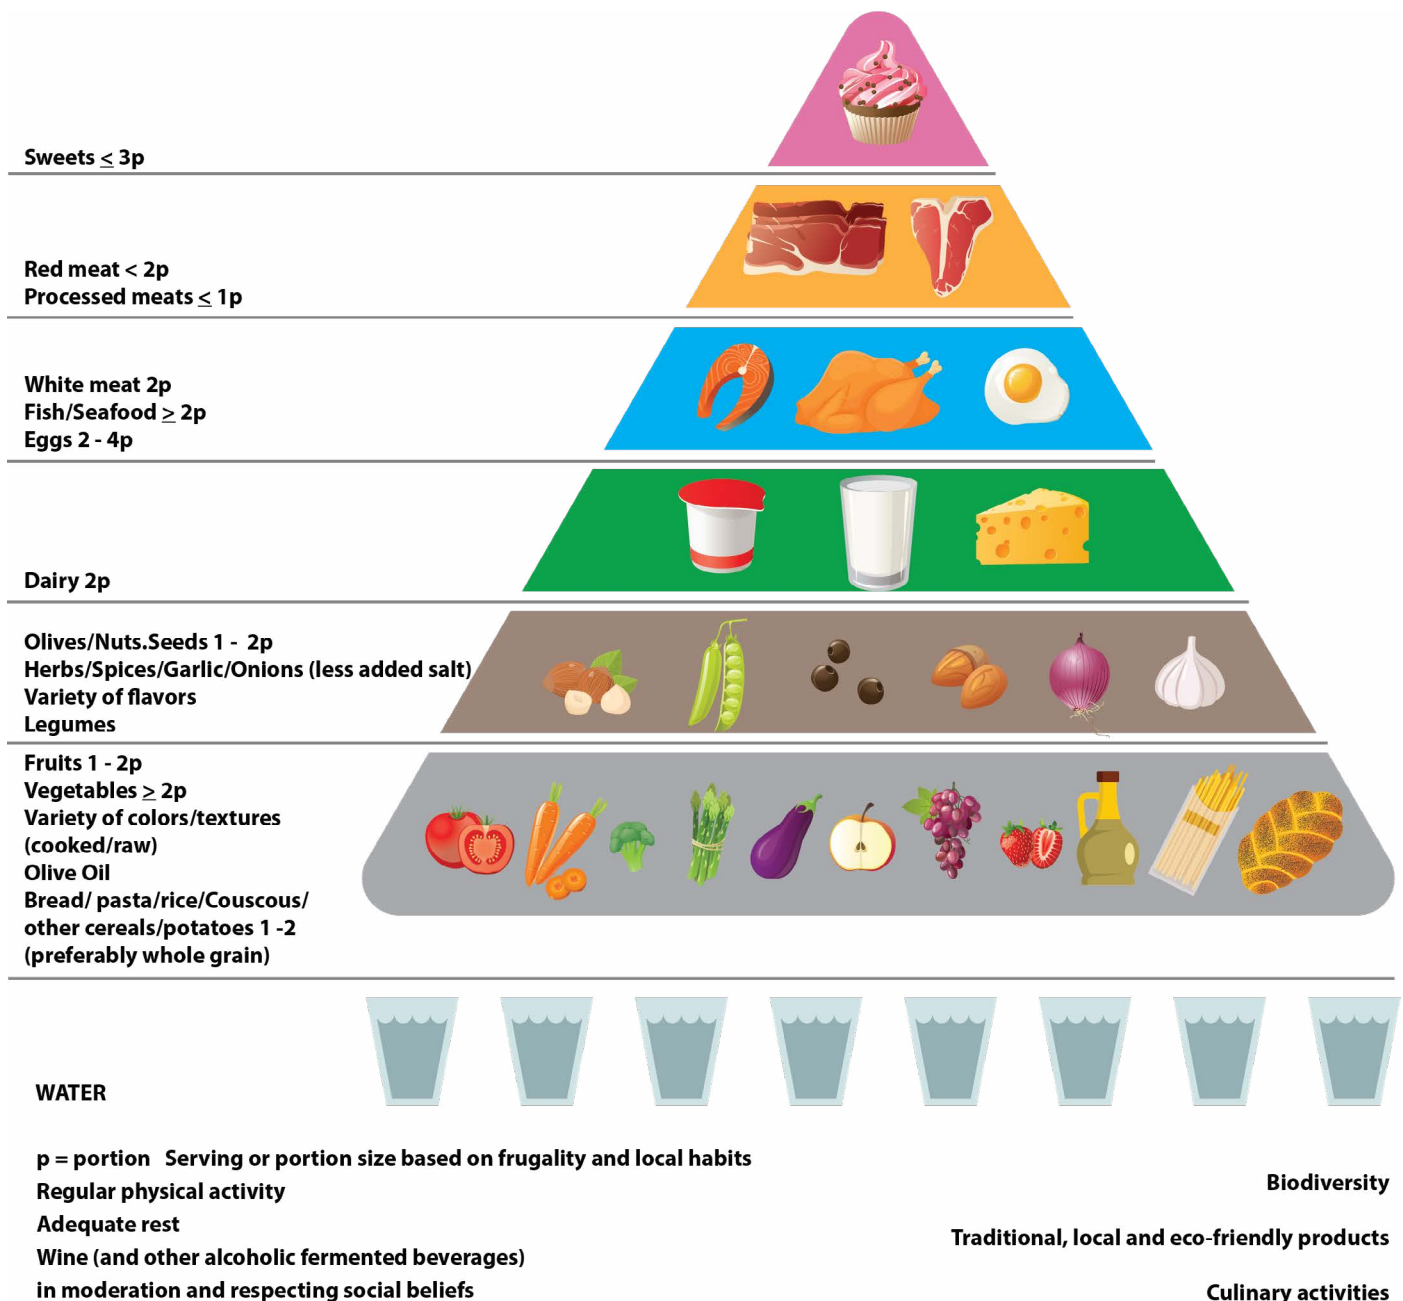 Sweets ≤ 3p
Red meat < 2p
Processed meats ≤ 1p
White meat 2p
Fish/Seafood ≥ 2p
Eggs 2 - 4p
Dairy 2p
Olives/Nuts.Seeds 1 -  2p
Herbs/Spices/Garlic/Onions (less added salt)
Variety of flavors
Legumes
Fruits 1 - 2p
Vegetables ≥ 2p
Variety of colors/textures
(cooked/raw)
Olive Oil
Bread/ pasta/rice/Couscous/
other cereals/potatoes 1 -2
(preferably whole grain)
WATER
p = portion   Serving or portion size based on frugality and local habits
Regular physical activity
Adequate rest
Wine (and other alcoholic fermented beverages)
in moderation and respecting social beliefs
Biodiversity
Traditional, local and eco-friendly products
Culinary activities